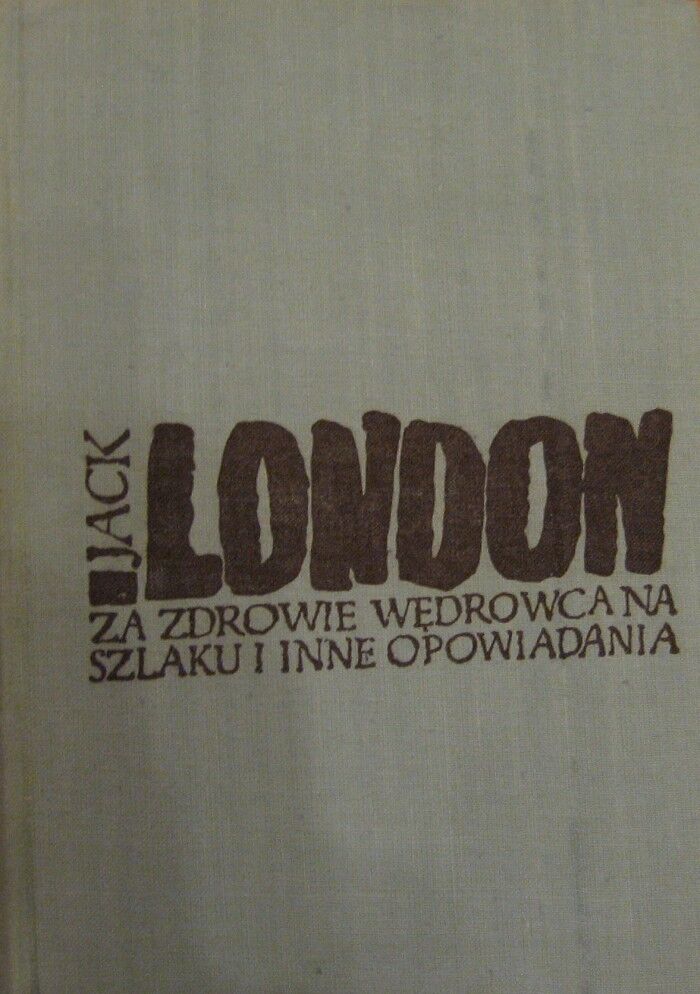 JACK
LONDON
ZA ZDROWIE WĘDROWCA NA
SZLAKU I INNE OPOWIADANIA